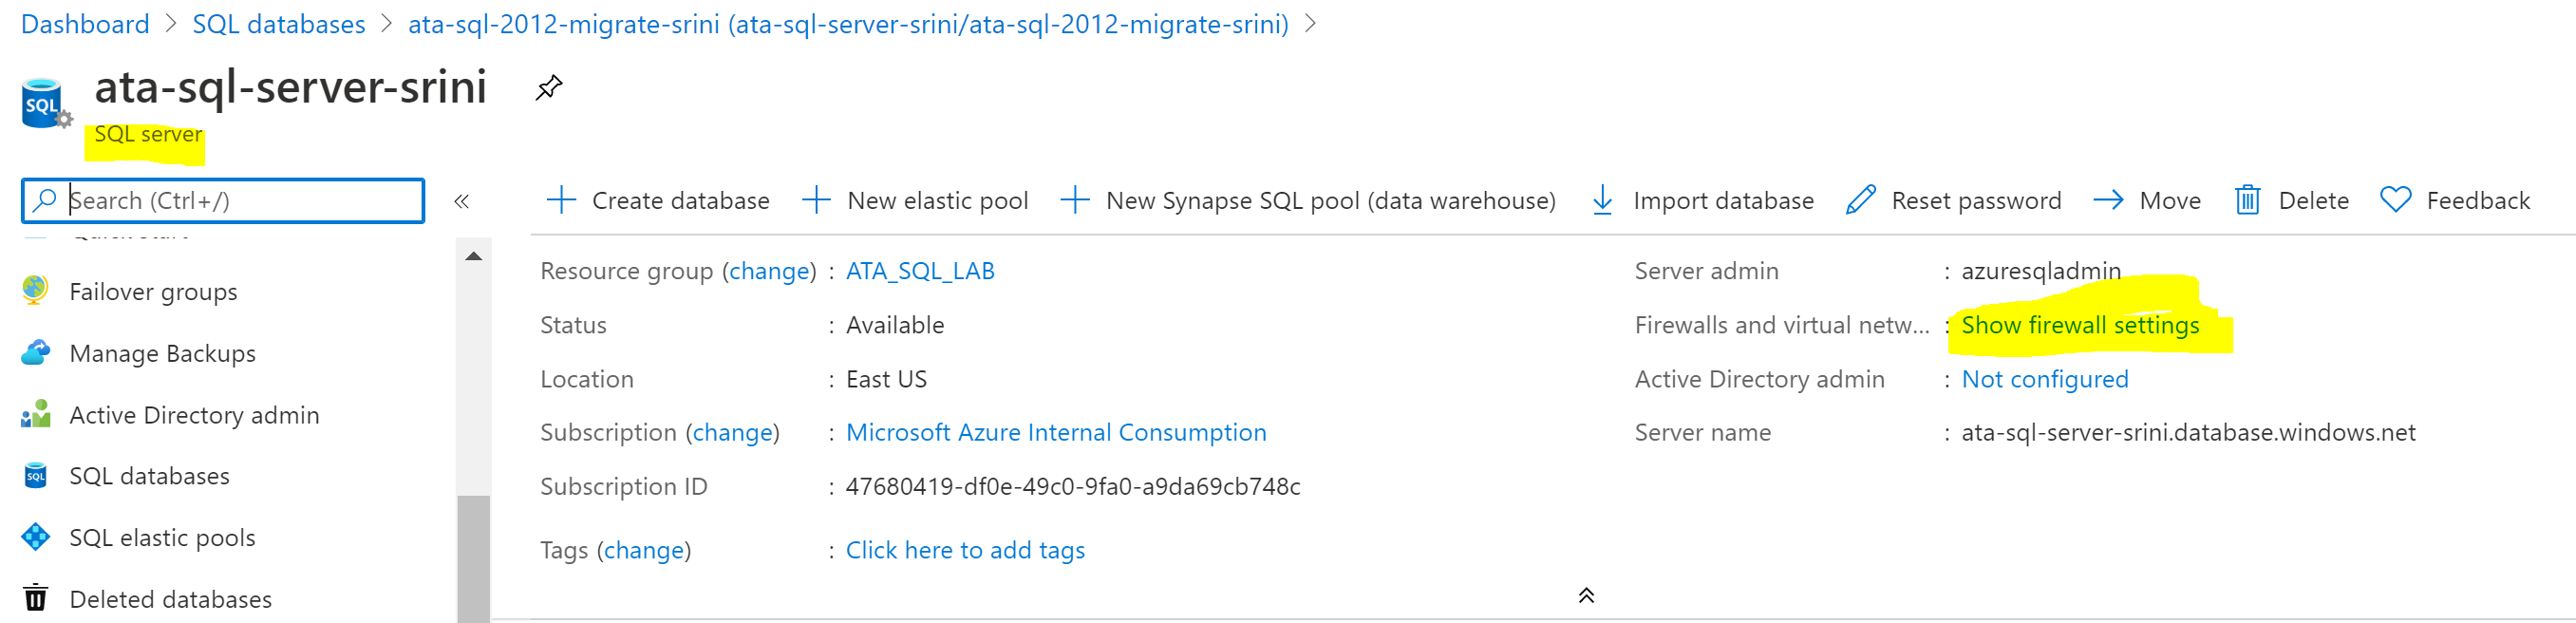 Dashboard > SQL databases > ata-sql-2012-migrate-srini (ata-sql-server-srini/ata-sql-2012-migrate-srini) >
ata-sql-server-srini
SQL
SQL server
Search (Ctrl+/)
«
Create database
New elastic pool
New Synapse SQL pool (data warehouse)
Import database
Reset password
Move
Delete
Feedback
Failover groups
Manage Backups
Active Directory admin
SQL databases
SQL elastic pools
Deleted databases
Resource group (change) : ATA_SQL_LAB
Status : Available
Location : East US
Subscription (change) : Microsoft Azure Internal Consumption
Subscription ID : 47680419-df0e-49c0-9fa0-a9da69cb748c
Tags (change) : Click here to add tags
Server admin : azuresqladmin
Firewalls and virtual netw... : Show firewall settings
Active Directory admin : Not configured
Server name : ata-sql-server-srini.database.windows.net